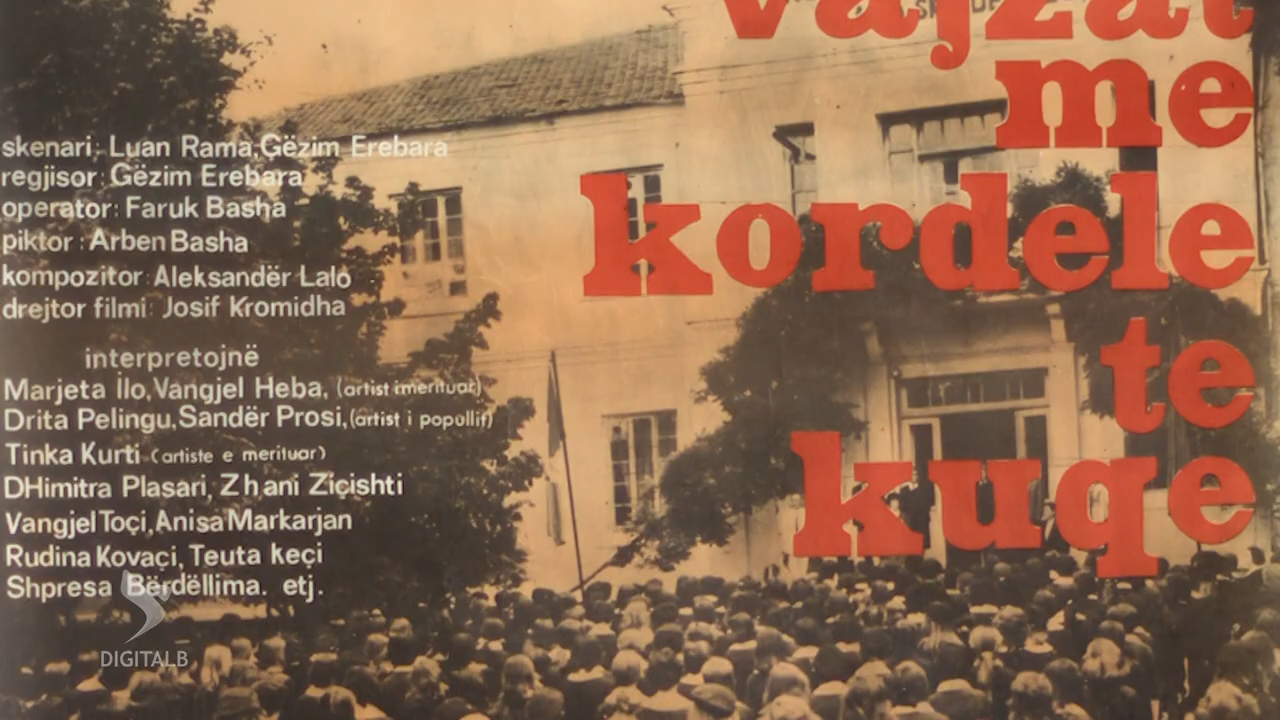 vajzat
me
kordele
te
kuqe
skenari: Luan Rama, Gëzim Erebara
regjisor: Gëzim Erebara
operator: Faruk Basha
piktor: Arben Basha
kompozitor: Aleksandër Lalo
drejtor filmi: Josif Kromidha
interpretojnë
Marjeta Ilo, Vangjel Heba, (artist i merituar)
Drita Pelingu, Sandër Prosi, (artist i popullit)
Tinka Kurti (artiste e merituar)
DHimitra Plasari, Zhani Ziçishti
Vangjel Toçi, Anisa Markarjan
Rudina Kovaçi, Teuta keçi
Shpresa Bërdëllima. etj.
DIGITALB